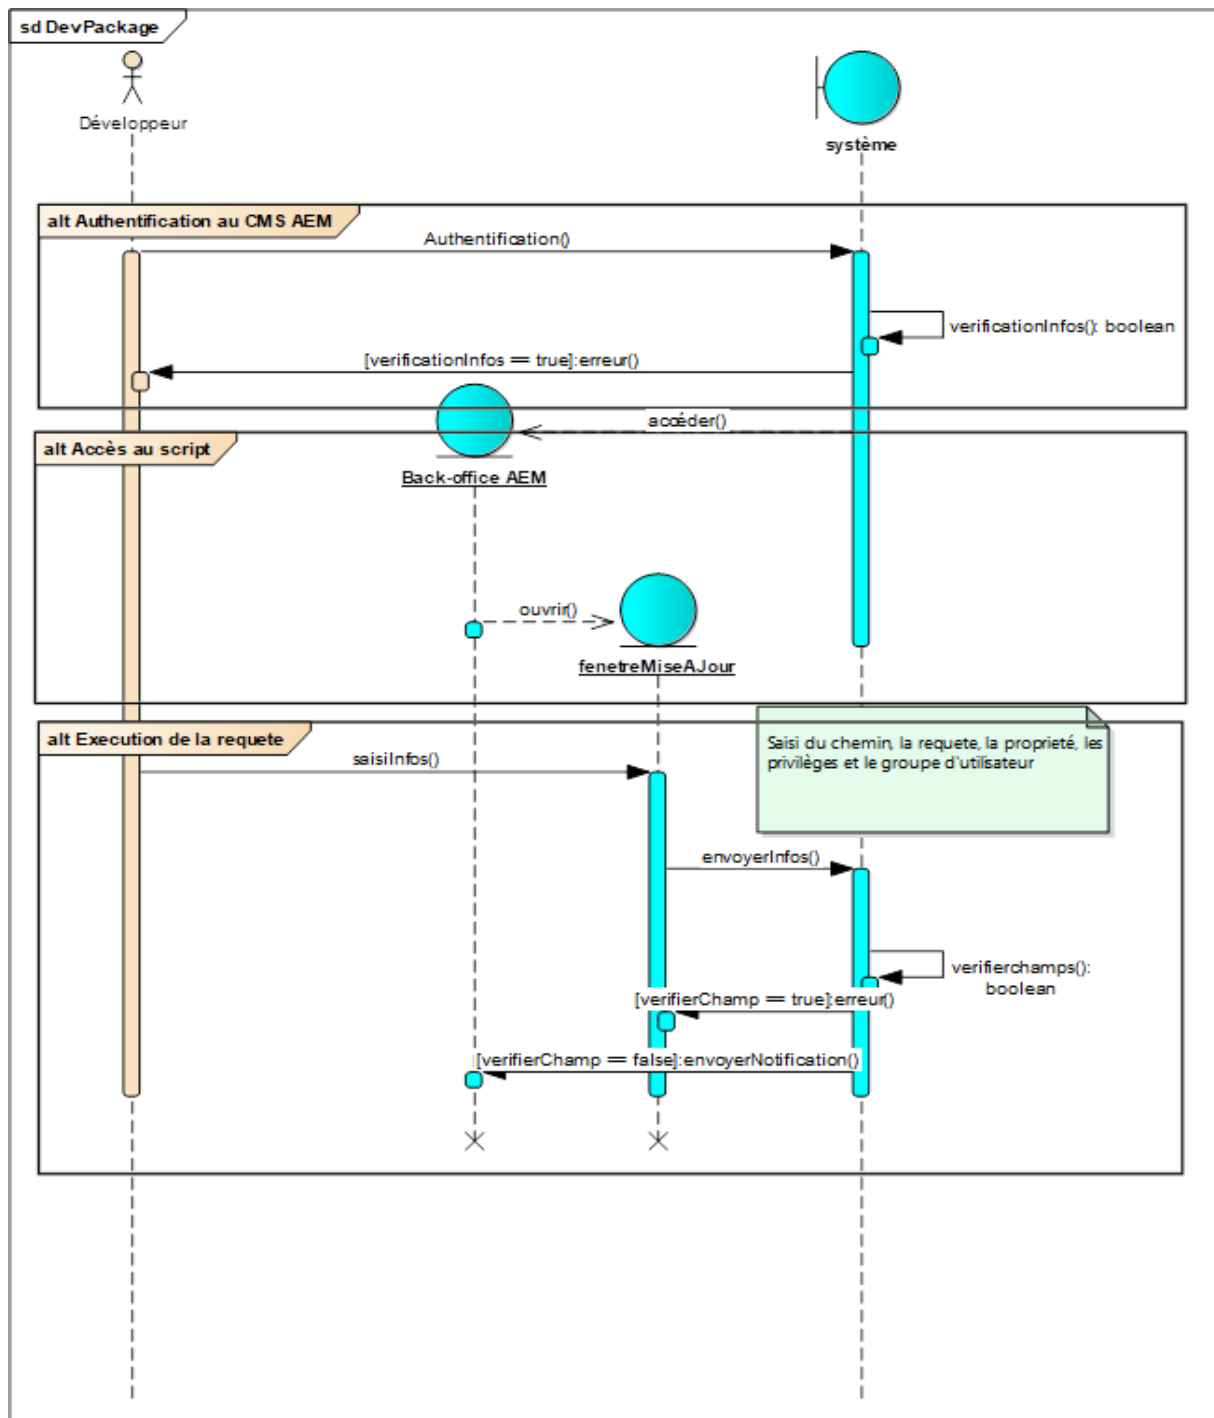 sd DevPackage
Développeur
système
alt Authentification au CMS AEM
Authentification()
verificationInfos(): boolean
[verificationInfos == true]:erreur()
accéder()
alt Accès au script
Back-office AEM
ouvrir()
fenetreMiseAJour
alt Execution de la requete
Saisi du chemin, la requete, la proprieté, les
privilèges et le groupe d'utilisateur
saisiInfos()
envoyerInfos()
verifierchamps():
boolean
[verifierChamp == true]:erreur()
[verifierChamp == false]:envoyerNotification()